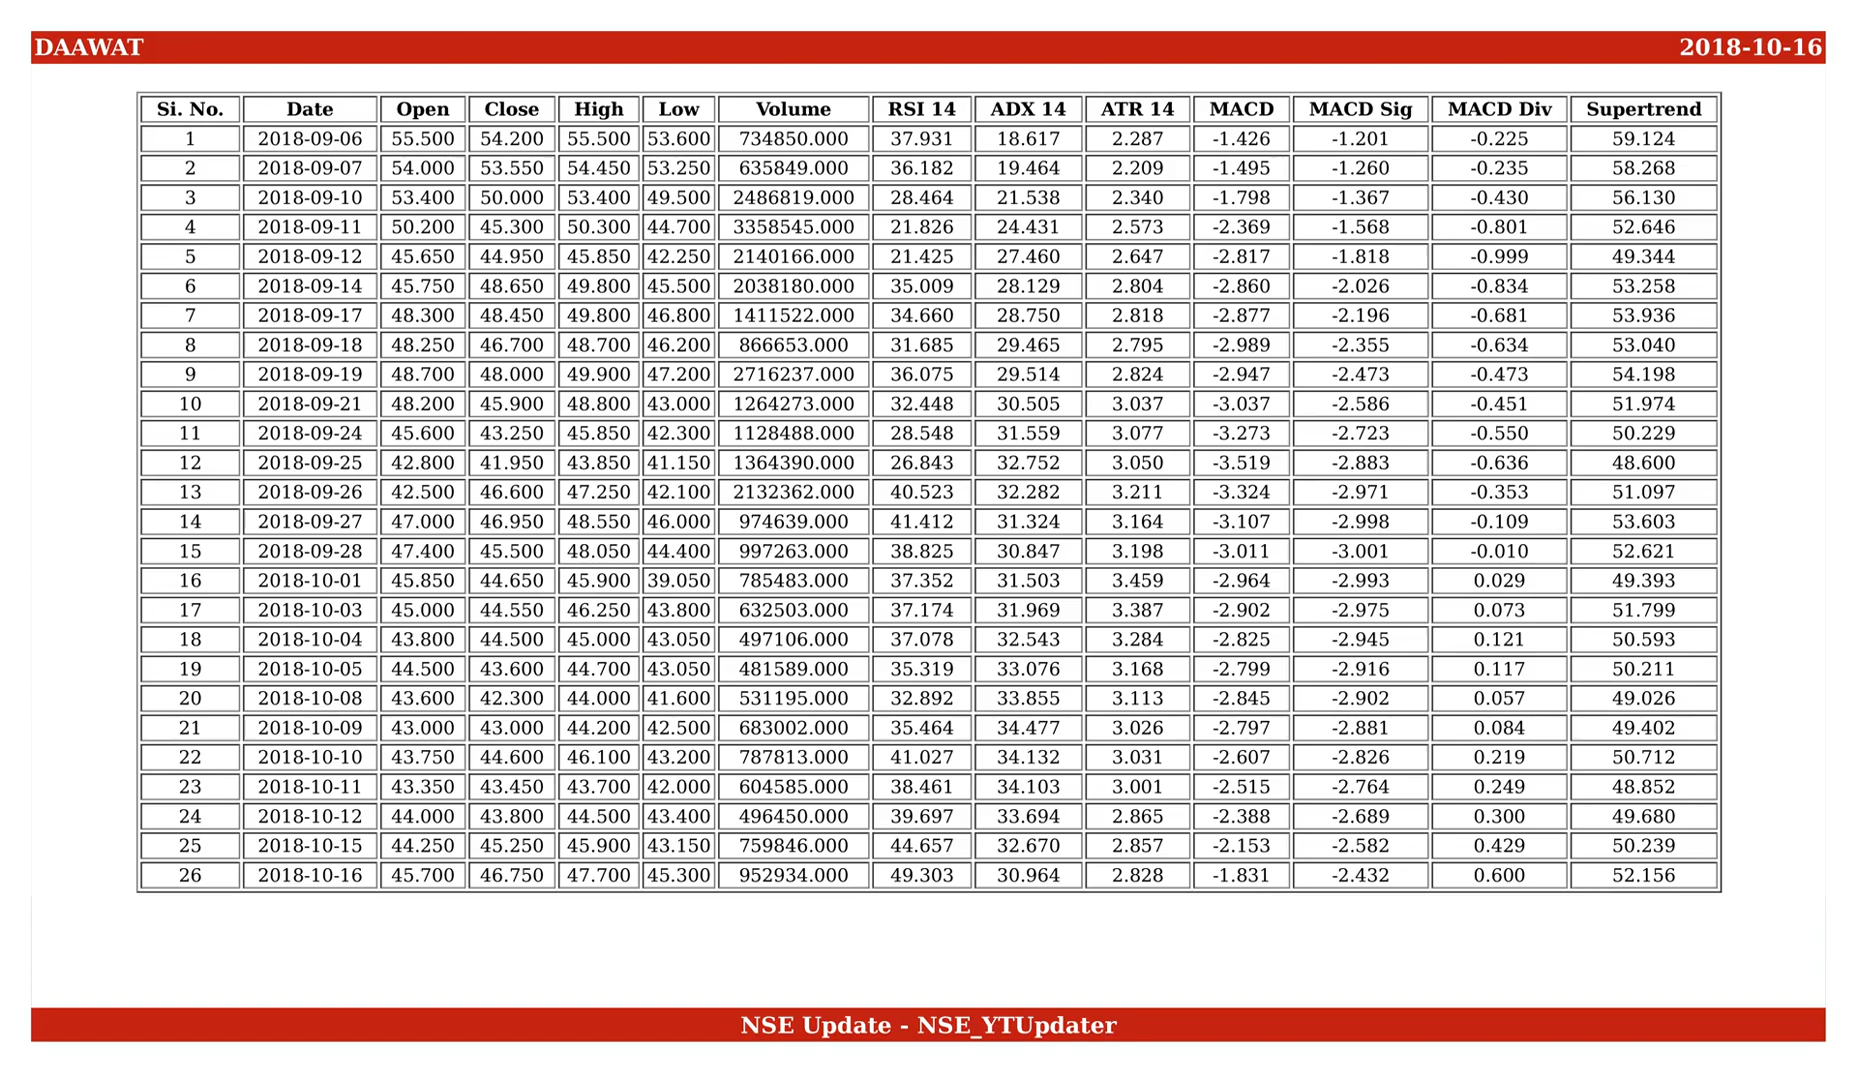 DAAWAT 2018-10-16
Si. No. Date Open Close High Low Volume RSI 14 ADX 14 ATR 14 MACD MACD Sig MACD Div Supertrend
1 2018-09-06 55.500 54.200 55.500 53.600 734850.000 37.931 18.617 2.287 -1.426 -1.201 -0.225 59.124
2 2018-09-07 54.000 53.550 54.450 53.250 635849.000 36.182 19.464 2.209 -1.495 -1.260 -0.235 58.268
3 2018-09-10 53.400 50.000 53.400 49.500 2486819.000 28.464 21.538 2.340 -1.798 -1.367 -0.430 56.130
4 2018-09-11 50.200 45.300 50.300 44.700 3358545.000 21.826 24.431 2.573 -2.369 -1.568 -0.801 52.646
5 2018-09-12 45.650 44.950 45.850 42.250 2140166.000 21.425 27.460 2.647 -2.817 -1.818 -0.999 49.344
6 2018-09-14 45.750 48.650 49.800 45.500 2038180.000 35.009 28.129 2.804 -2.860 -2.026 -0.834 53.258
7 2018-09-17 48.300 48.450 49.800 46.800 1411522.000 34.660 28.750 2.818 -2.877 -2.196 -0.681 53.936
8 2018-09-18 48.250 46.700 48.700 46.200 866653.000 31.685 29.465 2.795 -2.989 -2.355 -0.634 53.040
9 2018-09-19 48.700 48.000 49.900 47.200 2716237.000 36.075 29.514 2.824 -2.947 -2.473 -0.473 54.198
10 2018-09-21 48.200 45.900 48.800 43.000 1264273.000 32.448 30.505 3.037 -3.037 -2.586 -0.451 51.974
11 2018-09-24 45.600 43.250 45.850 42.300 1128488.000 28.548 31.559 3.077 -3.273 -2.723 -0.550 50.229
12 2018-09-25 42.800 41.950 43.850 41.150 1364390.000 26.843 32.752 3.050 -3.519 -2.883 -0.636 48.600
13 2018-09-26 42.500 46.600 47.250 42.100 2132362.000 40.523 32.282 3.211 -3.324 -2.971 -0.353 51.097
14 2018-09-27 47.000 46.950 48.550 46.000 974639.000 41.412 31.324 3.164 -3.107 -2.998 -0.109 53.603
15 2018-09-28 47.400 45.500 48.050 44.400 997263.000 38.825 30.847 3.198 -3.011 -3.001 -0.010 52.621
16 2018-10-01 45.850 44.650 45.900 39.050 785483.000 37.352 31.503 3.459 -2.964 -2.993 0.029 49.393
17 2018-10-03 45.000 44.550 46.250 43.800 632503.000 37.174 31.969 3.387 -2.902 -2.975 0.073 51.799
18 2018-10-04 43.800 44.500 45.000 43.050 497106.000 37.078 32.543 3.284 -2.825 -2.945 0.121 50.593
19 2018-10-05 44.500 43.600 44.700 43.050 481589.000 35.319 33.076 3.168 -2.799 -2.916 0.117 50.211
20 2018-10-08 43.600 42.300 44.000 41.600 531195.000 32.892 33.855 3.113 -2.845 -2.902 0.057 49.026
21 2018-10-09 43.000 43.000 44.200 42.500 683002.000 35.464 34.477 3.026 -2.797 -2.881 0.084 49.402
22 2018-10-10 43.750 44.600 46.100 43.200 787813.000 41.027 34.132 3.031 -2.607 -2.826 0.219 50.712
23 2018-10-11 43.350 43.450 43.700 42.000 604585.000 38.461 34.103 3.001 -2.515 -2.764 0.249 48.852
24 2018-10-12 44.000 43.800 44.500 43.400 496450.000 39.697 33.694 2.865 -2.388 -2.689 0.300 49.680
25 2018-10-15 44.250 45.250 45.900 43.150 759846.000 44.657 32.670 2.857 -2.153 -2.582 0.429 50.239
26 2018-10-16 45.700 46.750 47.700 45.300 952934.000 49.303 30.964 2.828 -1.831 -2.432 0.600 52.156
NSE Update - NSE_YTUpdater